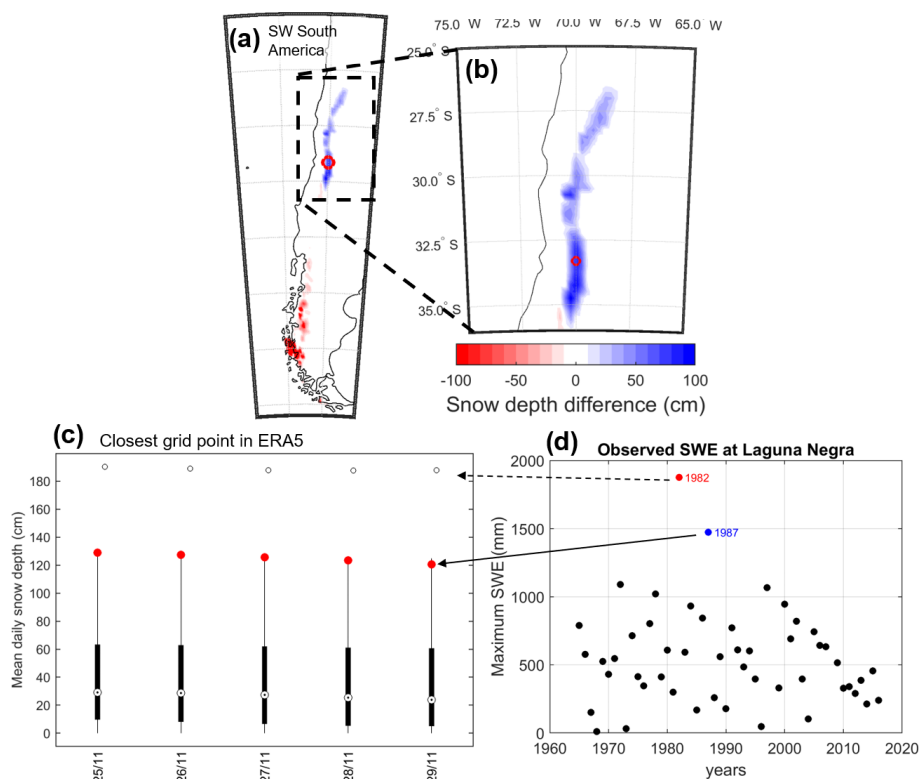 (a) SW South
America
75.0 W 72.5 W 70.0 W 67.5 W 65.0 W
(b)
25.0° S
27.5° S
30.0° S
32.5° S
35.0° S
-100 -50 0 50 100
Snow depth difference (cm)
(c) Closest grid point in ERA5
Mean daily snow depth (cm)
180
160
140
120
100
80
60
40
20
0
25/11 26/11 27/11 28/11 29/11
(d) Observed SWE at Laguna Negra
Maximum SWE (mm)
2000
1500
1000
500
0
1982
1987
1960 1970 1980 1990 2000 2010 2020
years